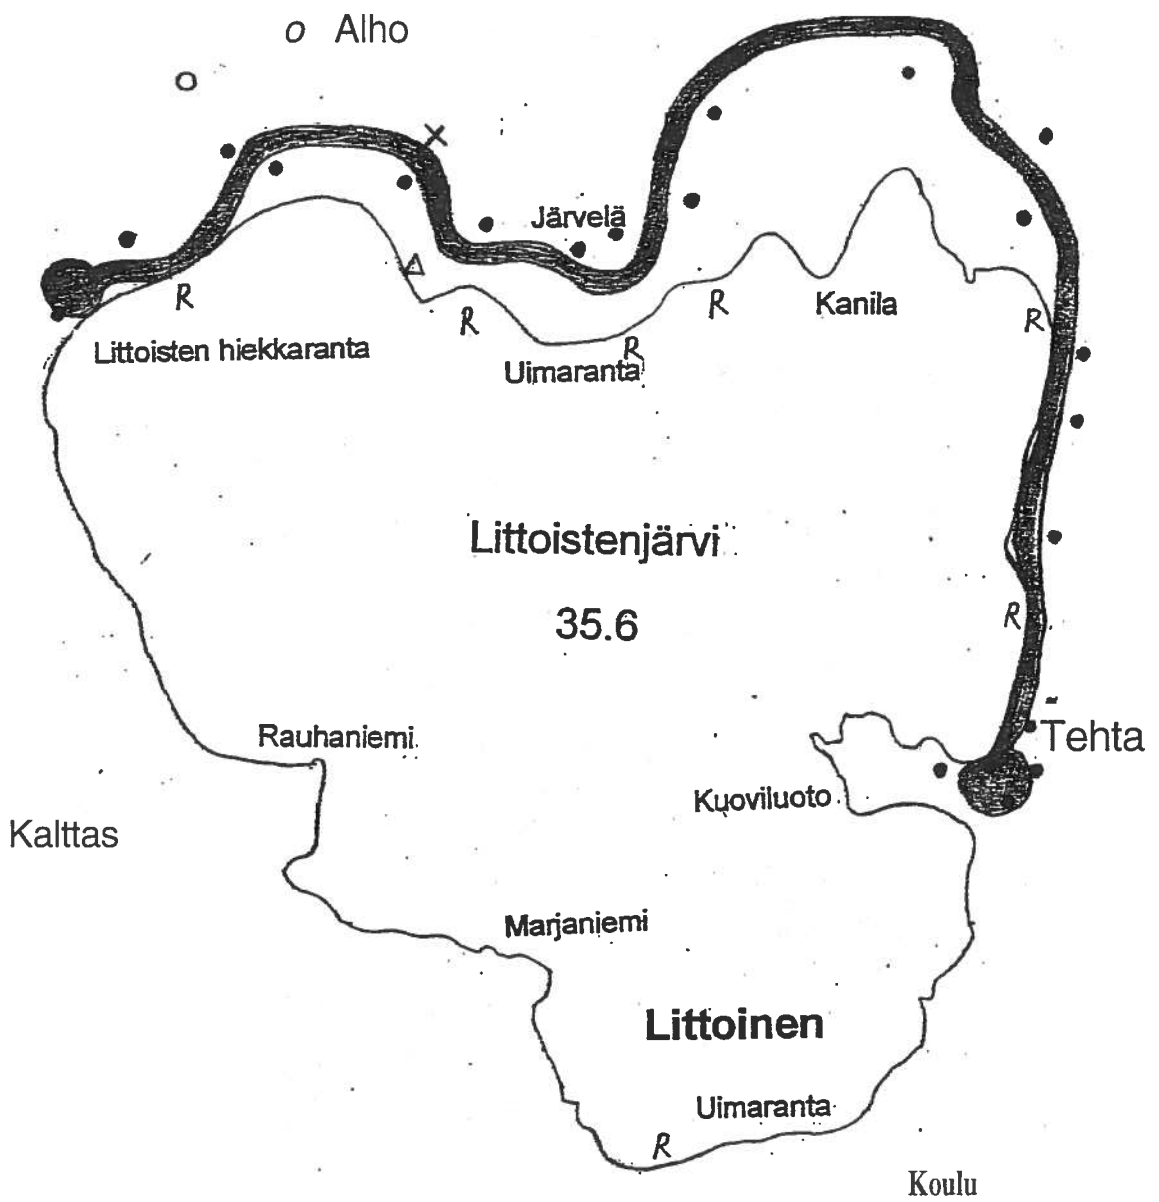 o Alho
Järvelä
R
Kanila
R
R
R
Littoisten hiekkaranta
R
Uimaranta
Littoistenjärvi
R
35.6
Rauhaniemi
Tehta
Kuoviluoto
Kalttas
Marjaniemi
Littoinen
Uimaranta
R
Koulu